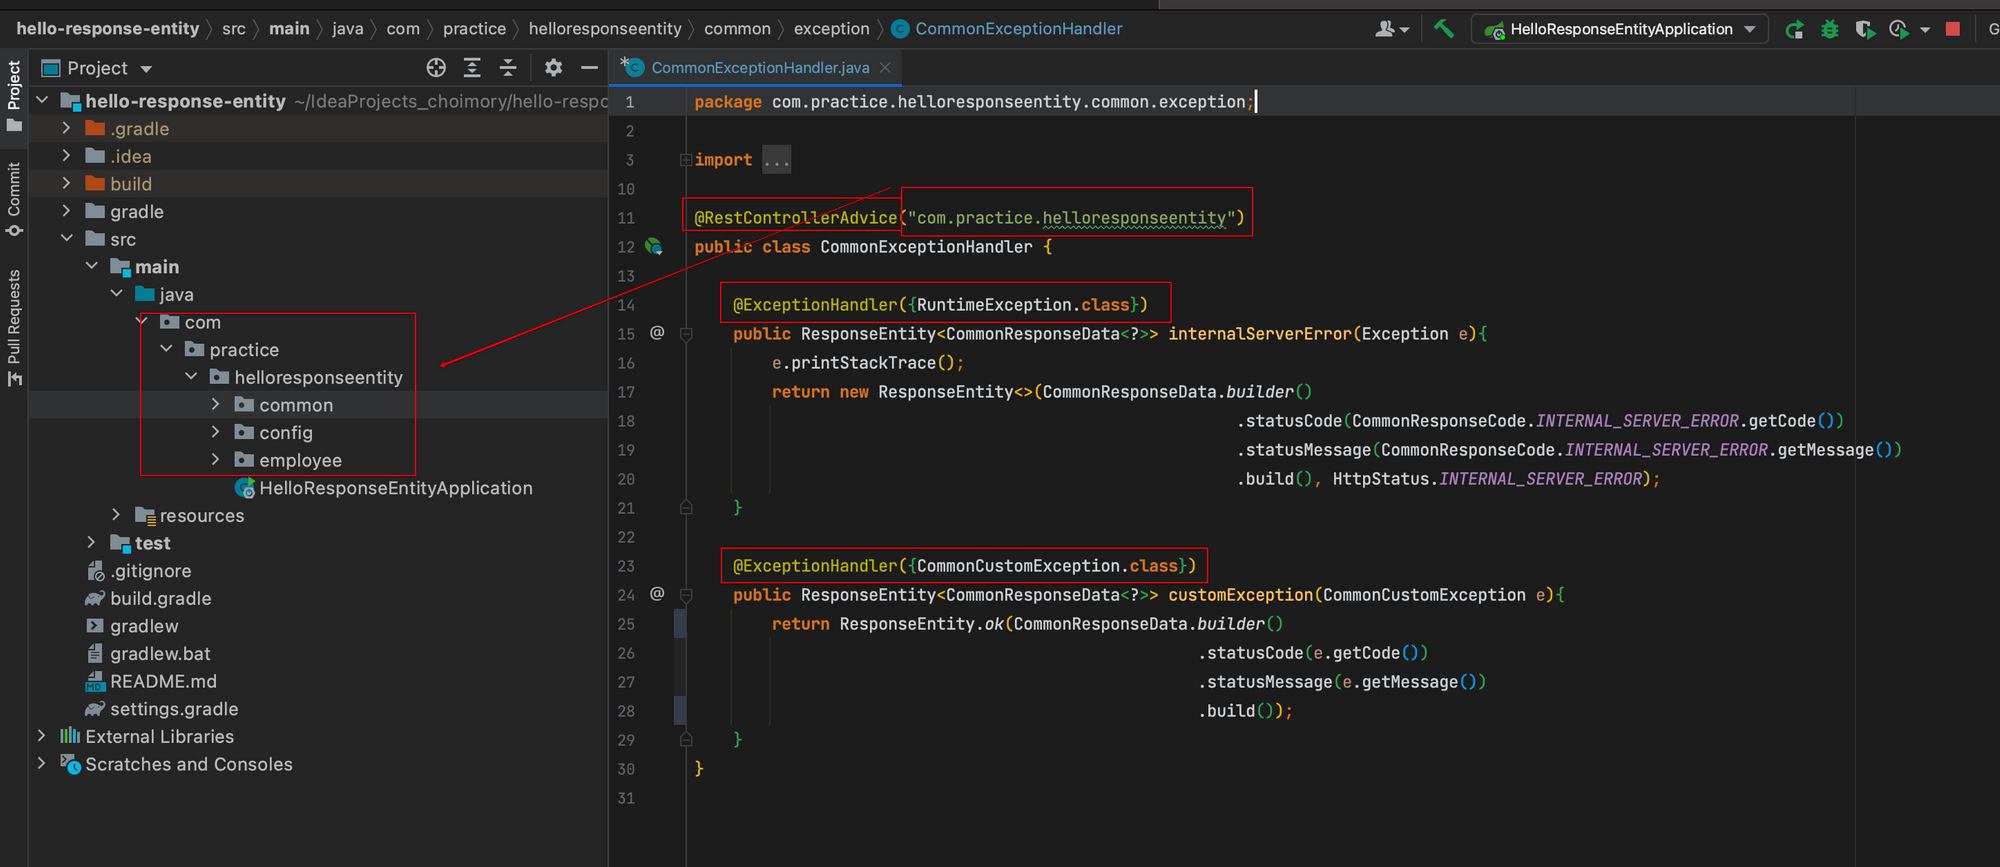 hello-response-entity 〉 src 〉 main 〉 java 〉 com 〉 practice 〉 helloresponseentity 〉 common 〉 exception 〉 CommonExceptionHandler
HelloResponseEntityApplication
Project
Commit
Pull Requests
Project
hello-response-entity ~/IdeaProjects_choimory/hello-respo
.gradle
.idea
build
gradle
src
main
java
com
practice
helloresponseentity
common
config
employee
HelloResponseEntityApplication
resources
test
.gitignore
build.gradle
gradlew
gradlew.bat
README.md
settings.gradle
External Libraries
Scratches and Consoles
CommonExceptionHandler.java
1 package com.practice.helloresponseentity.common.exception;
2
3 import ...
10
11 @RestControllerAdvice("com.practice.helloresponseentity")
12 public class CommonExceptionHandler {
13
14 @ExceptionHandler({RuntimeException.class})
15 @ public ResponseEntity<CommonResponseData<?>> internalServerError(Exception e){
16 e.printStackTrace();
17 return new ResponseEntity<>(CommonResponseData.builder()
18 .statusCode(CommonResponseCode.INTERNAL_SERVER_ERROR.getCode())
19 .statusMessage(CommonResponseCode.INTERNAL_SERVER_ERROR.getMessage())
20 .build(), HttpStatus.INTERNAL_SERVER_ERROR);
21 }
22
23 @ExceptionHandler({CommonCustomException.class})
24 @ public ResponseEntity<CommonResponseData<?>> customException(CommonCustomException e){
25 return ResponseEntity.ok(CommonResponseData.builder()
26 .statusCode(e.getCode())
27 .statusMessage(e.getMessage())
28 .build());
29 }
30 }
31